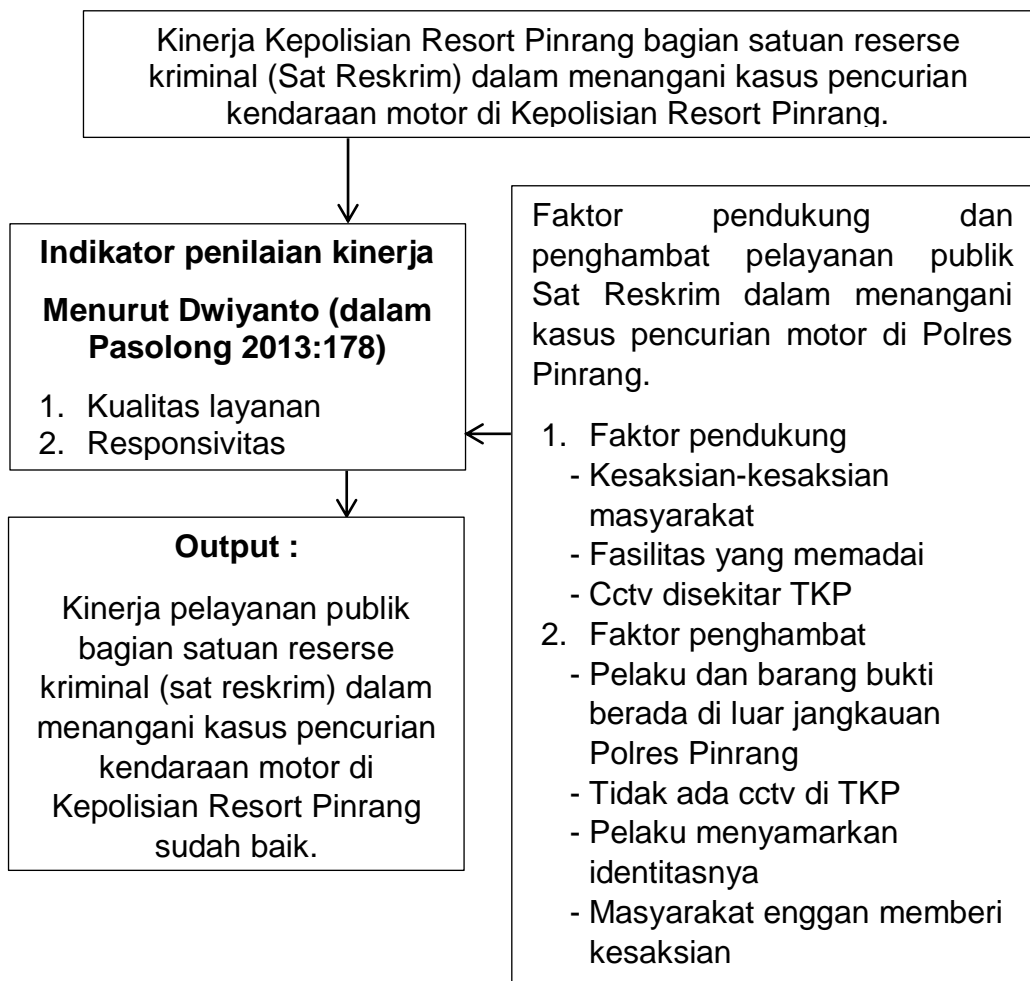 Kinerja Kepolisian Resort Pinrang bagian satuan reserse
kriminal (Sat Reskrim) dalam menangani kasus pencurian
kendaraan motor di Kepolisian Resort Pinrang.
Indikator penilaian kinerja
Menurut Dwiyanto (dalam
Pasolong 2013:178)
1. Kualitas layanan
2. Responsivitas
Faktor pendukung dan
penghambat pelayanan publik
Sat Reskrim dalam menangani
kasus pencurian motor di Polres
Pinrang.
1. Faktor pendukung
- Kesaksian-kesaksian
masyarakat
- Fasilitas yang memadai
- Cctv disekitar TKP
2. Faktor penghambat
- Pelaku dan barang bukti
berada di luar jangkauan
Polres Pinrang
- Tidak ada cctv di TKP
- Pelaku menyamarkan
identitasnya
- Masyarakat enggan memberi
kesaksian
Output :
Kinerja pelayanan publik
bagian satuan reserse
kriminal (sat reskrim) dalam
menangani kasus pencurian
kendaraan motor di
Kepolisian Resort Pinrang
sudah baik.